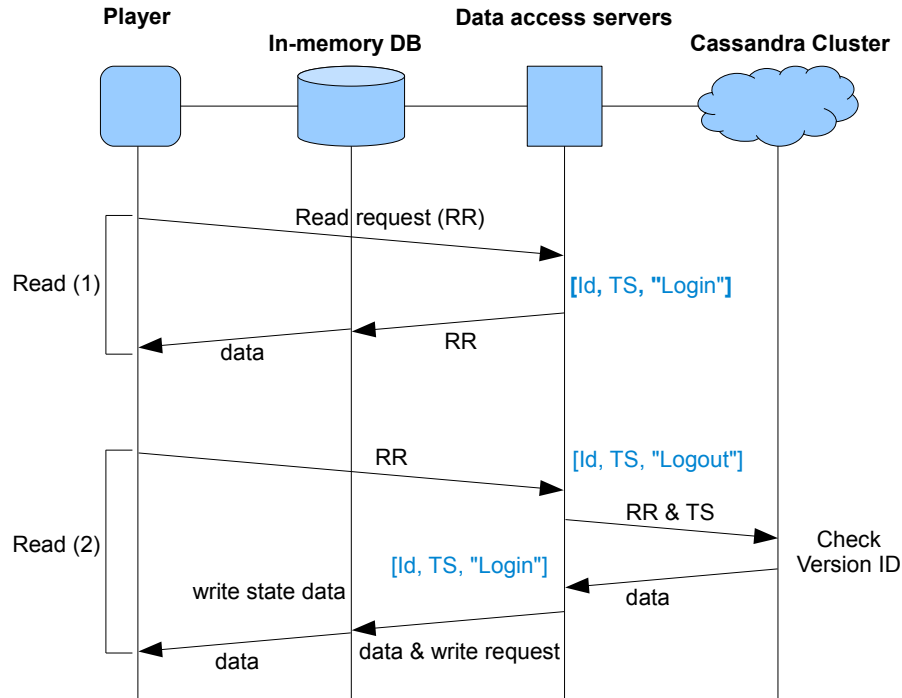 Player
In-memory DB
Data access servers
Cassandra Cluster
Read request (RR)
Read (1)
[Id, TS, "Login"]
RR
data
RR
[Id, TS, "Logout"]
RR & TS
Read (2)
Check
Version ID
[Id, TS, "Login"]
write state data
data
data & write request
data